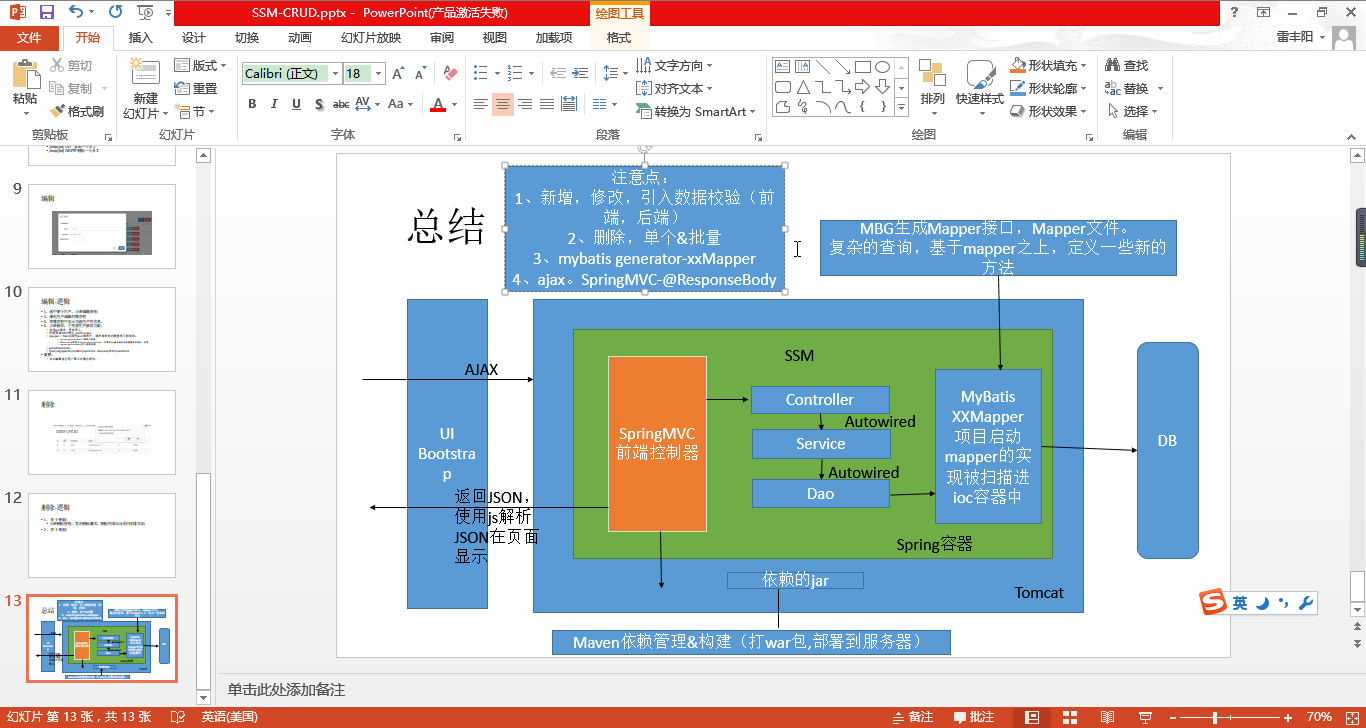 SSM-CRUD.pptx - PowerPoint(产品激活失败)
绘图工具
文件
开始
插入
设计
切换
动画
幻灯片放映
审阅
视图
加载项
格式
雷丰阳
粘贴
剪切
复制
格式刷
剪贴板
新建
幻灯片
版式
重置
节
幻灯片
Calibri (正文)
18
B I U S abc AV Aa A
字体
文字方向
对齐文本
转换为 SmartArt
段落
排列
快速样式
形状填充
形状轮廓
形状效果
绘图
查找
替换
选择
编辑
9
编辑
10
编辑-逻辑
11
删除
SSM-CRUD
12
删除-逻辑
13
总结
总结
注意点：
1、新增，修改，引入数据校验（前
端，后端）
2、删除，单个&批量
3、mybatis generator-xxMapper
4、ajax。SpringMVC-@ResponseBody
MBG生成Mapper接口，Mapper文件。
复杂的查询，基于mapper之上，定义一些新的
方法
AJAX
UI
Bootstra
p
返回JSON，
使用js解析
JSON在页面
显示
SSM
SpringMVC
前端控制器
Controller
Autowired
Service
Autowired
Dao
MyBatis
XXMapper
项目启动
mapper的实
现被扫描进
ioc容器中
Spring容器
DB
依赖的jar
Tomcat
Maven依赖管理&构建（打war包,部署到服务器）
英
单击此处添加备注
幻灯片 第 13 张，共 13 张
英语(美国)
备注
批注
70%